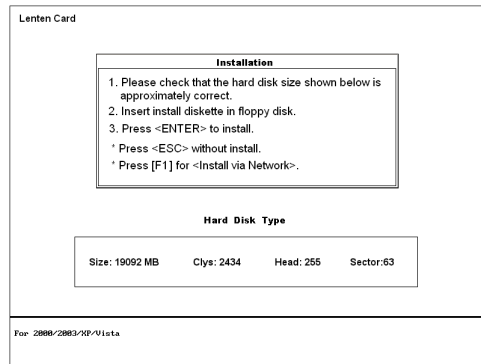 Lenten Card
Installation
1. Please check that the hard disk size shown below is
approximately correct.
2. Insert install diskette in floppy disk.
3. Press <ENTER> to install.
* Press <ESC> without install.
* Press [F1] for <Install via Network>.
Hard Disk Type
Size: 19092 MB Clys: 2434 Head: 255 Sector:63
For 2000/2003/XP/Vista